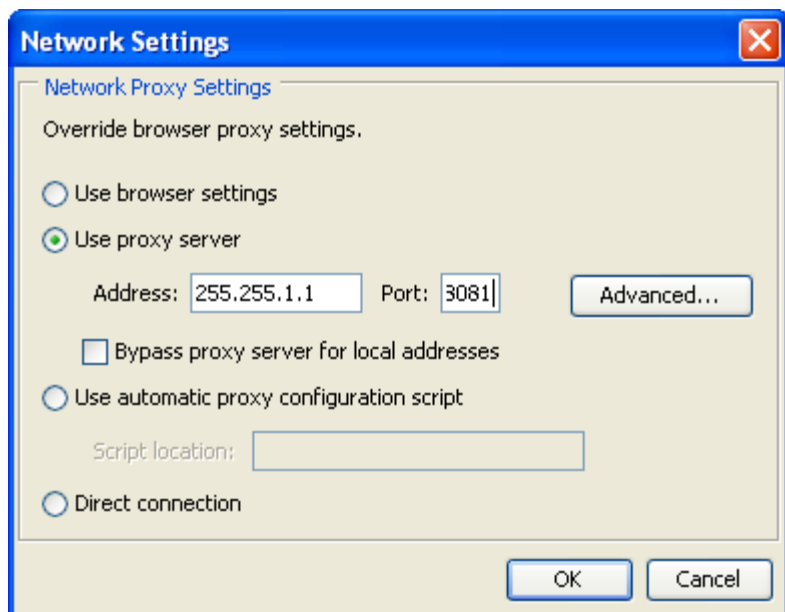 Network Settings
Network Proxy Settings
Override browser proxy settings.
Use browser settings
Use proxy server
Address: 255.255.1.1 Port: 3081 Advanced...
Bypass proxy server for local addresses
Use automatic proxy configuration script
Script location:
Direct connection
OK Cancel